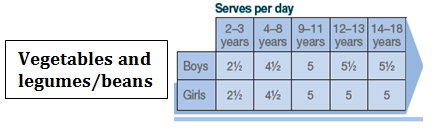 Serves per day
Vegetables and
legumes/beans
2–3 years 4–8 years 9–11 years 12–13 years 14–18 years
Boys 2½ 4½ 5 5½ 5½
Girls 2½ 4½ 5 5 5